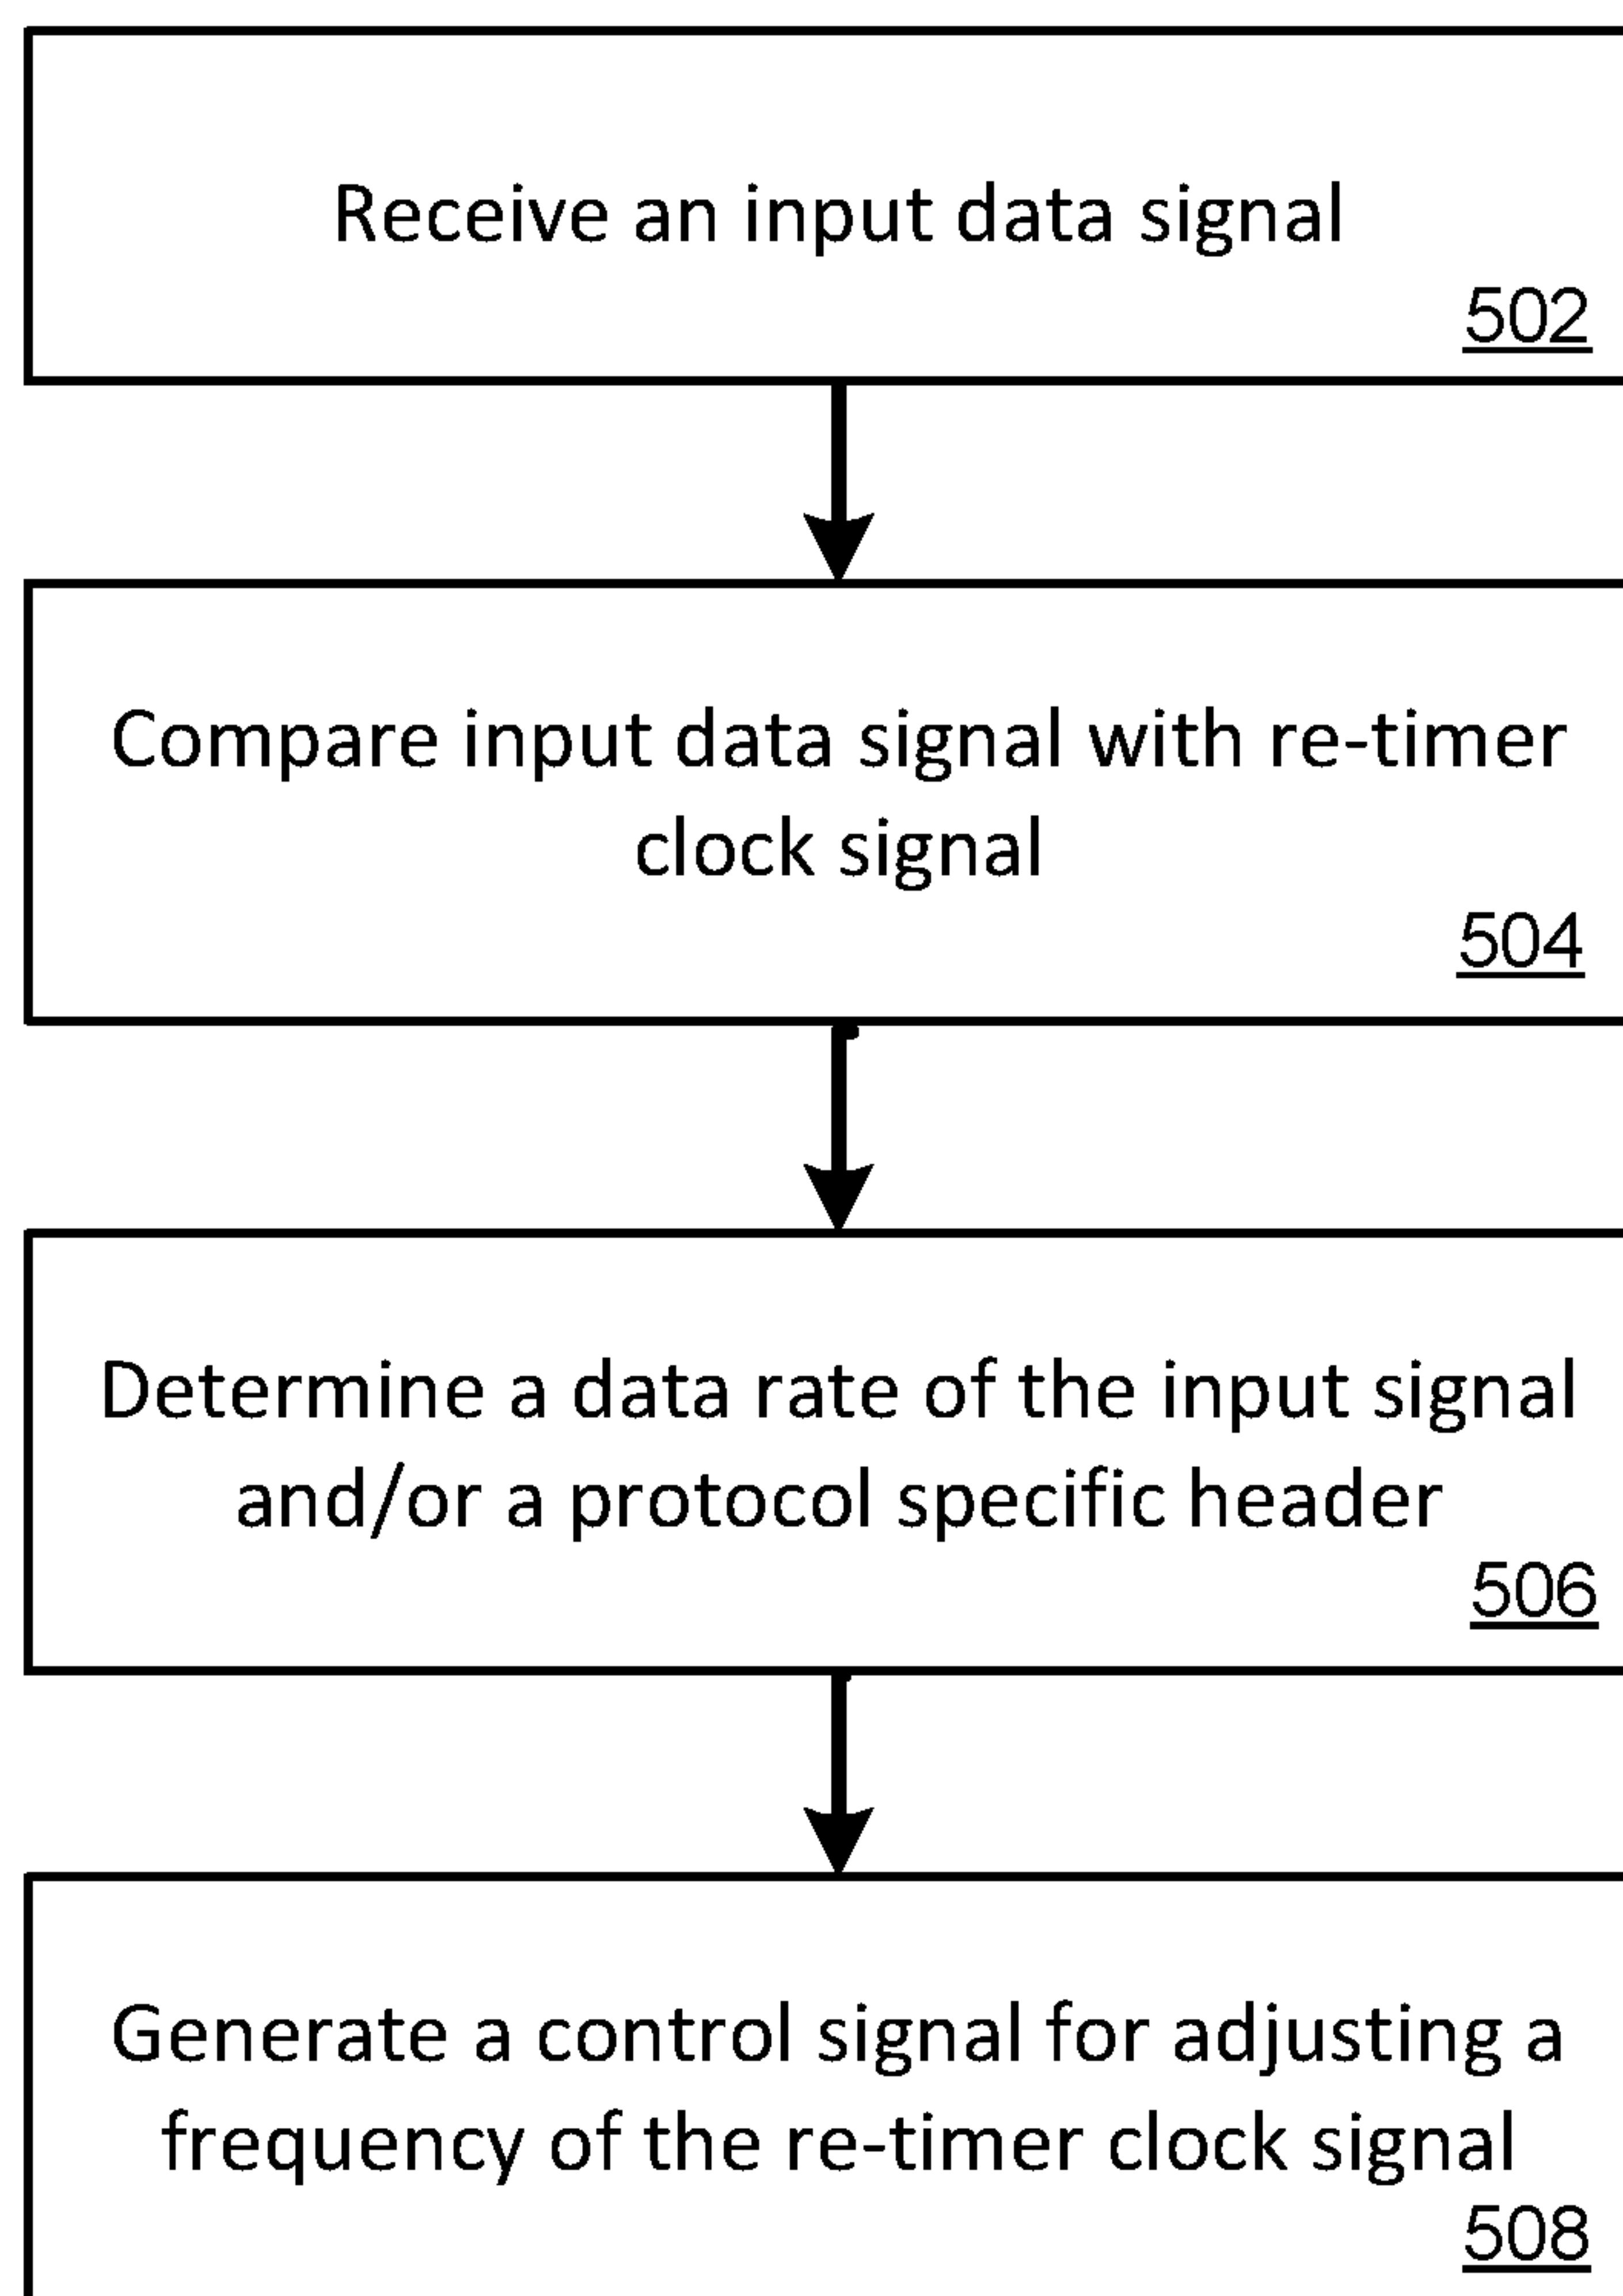 Receive an input data signal
502
Compare input data signal with re-timer
clock signal
504
Determine a data rate of the input signal
and/or a protocol specific header
506
Generate a control signal for adjusting a
frequency of the re-timer clock signal
508